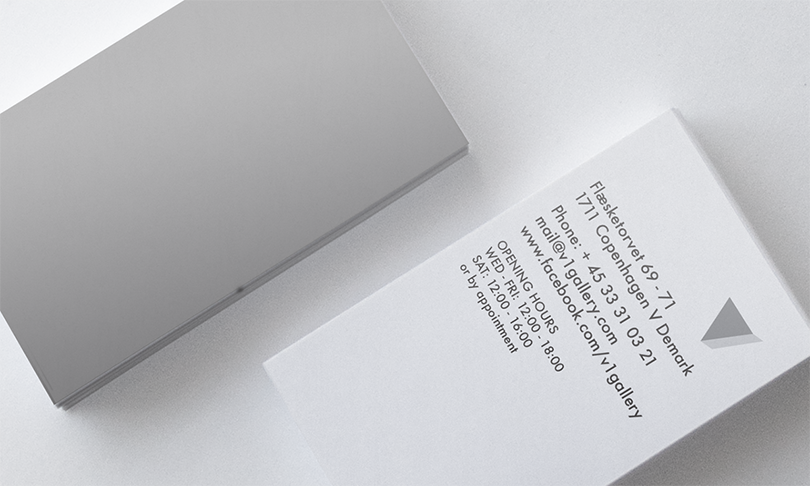 Flæsketorvet 69 - 71
1711 Copenhagen V Demark
Phone: + 45 33 31 03 21
mail@v1gallery.com
www.facebook.com/v1gallery
OPENING HOURS
WED - FRI: 12:00 - 18:00
SAT: 12:00 - 16:00
or by appointment